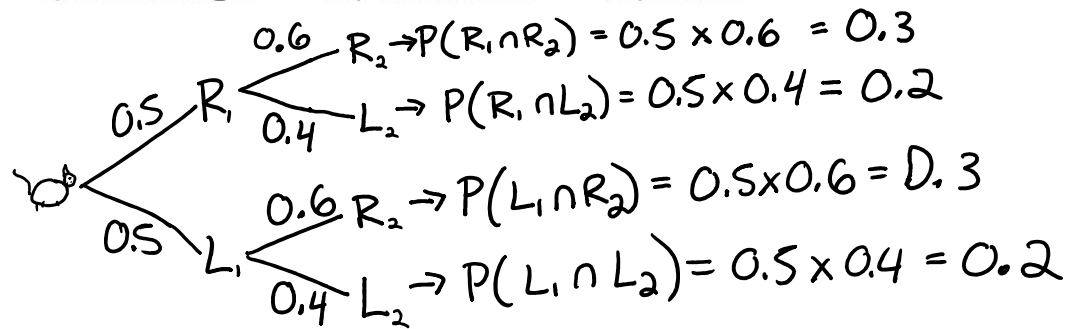 0.6 R₂ → P(R₁∩R₂) = 0.5 x 0.6 = 0.3
0.5 R₁
0.4 L₂ → P(R₁∩L₂) = 0.5 x 0.4 = 0.2
0.6 R₂ → P(L₁∩R₂) = 0.5x0.6 = 0.3
0.5 L₁
0.4 L₂ → P(L₁∩L₂) = 0.5 x 0.4 = 0.2